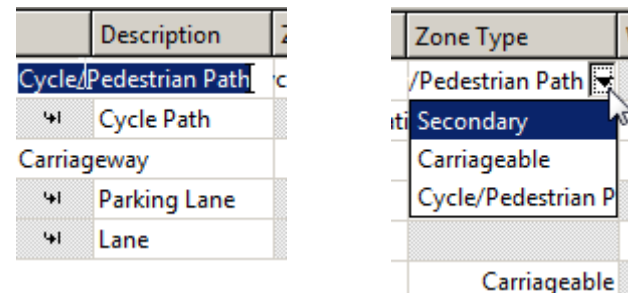 Description
Cycle/Pedestrian Path
Cycle Path
Carriageway
Parking Lane
Lane
Zone Type
/Pedestrian Path
Secondary
Carriageable
Cycle/Pedestrian P
Carriageable